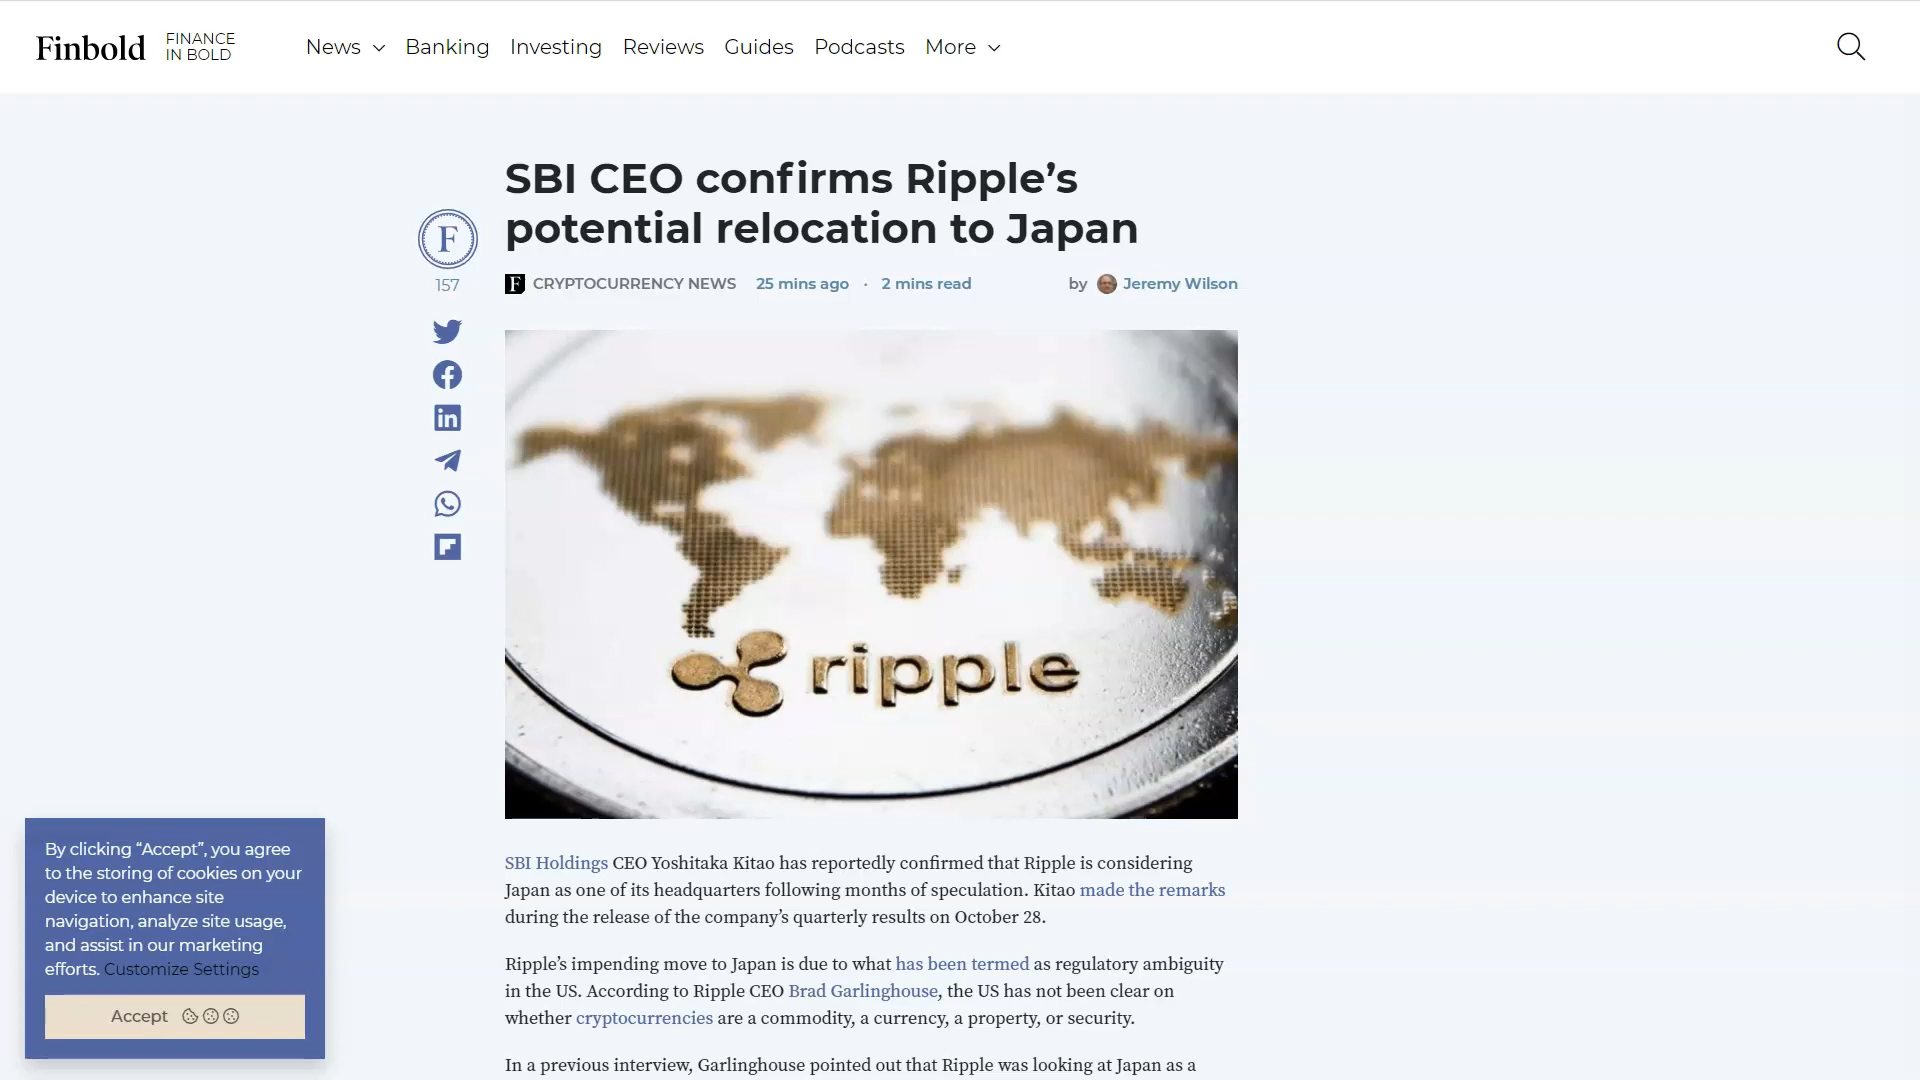 Finbold
FINANCE
IN BOLD
News
Banking
Investing
Reviews
Guides
Podcasts
More
SBI CEO confirms Ripple’s
potential relocation to Japan
F
157
F CRYPTOCURRENCY NEWS 25 mins ago · 2 mins read by Jeremy Wilson
ripple
SBI Holdings CEO Yoshitaka Kitao has reportedly confirmed that Ripple is considering
Japan as one of its headquarters following months of speculation. Kitao made the remarks
during the release of the company’s quarterly results on October 28.
Ripple’s impending move to Japan is due to what has been termed as regulatory ambiguity
in the US. According to Ripple CEO Brad Garlinghouse, the US has not been clear on
whether cryptocurrencies are a commodity, a currency, a property, or security.
In a previous interview, Garlinghouse pointed out that Ripple was looking at Japan as a
By clicking “Accept”, you agree
to the storing of cookies on your
device to enhance site
navigation, analyze site usage,
and assist in our marketing
efforts. Customize Settings
Accept